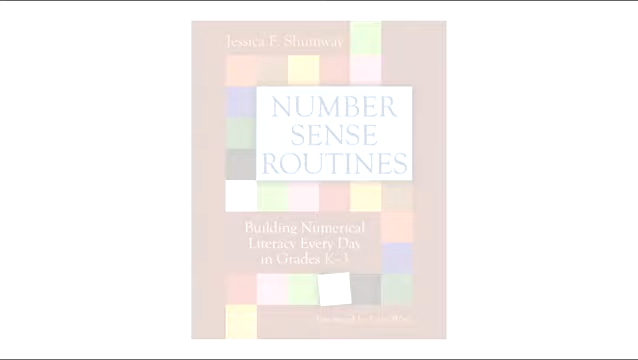 Jessica F. Shumway
NUMBER
SENSE
ROUTINES
Building Numerical
Literacy Every Day
in Grades K–3